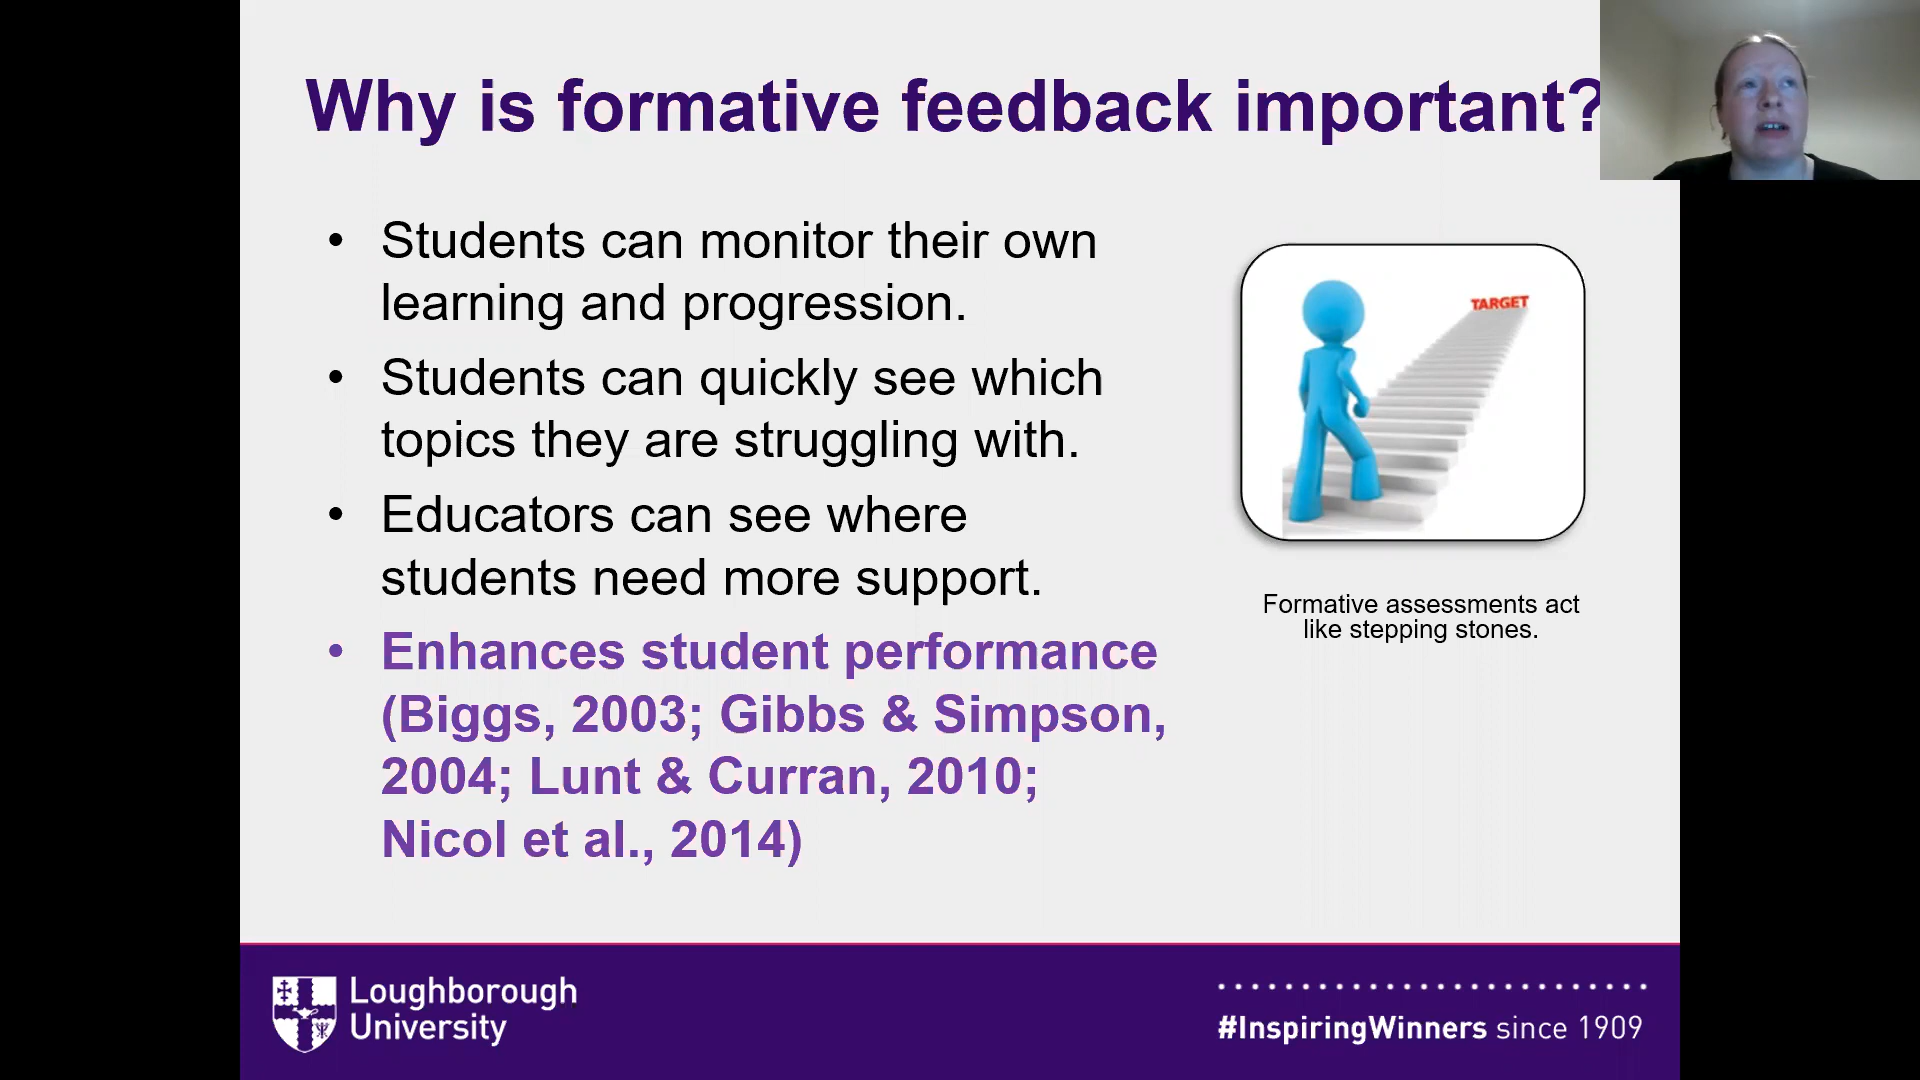 Why is formative feedback important?
• Students can monitor their own
learning and progression.
• Students can quickly see which
topics they are struggling with.
• Educators can see where
students need more support.
• Enhances student performance
(Biggs, 2003; Gibbs & Simpson,
2004; Lunt & Curran, 2010;
Nicol et al., 2014)
TARGET
Formative assessments act
like stepping stones.
Loughborough
University
#InspiringWinners since 1909